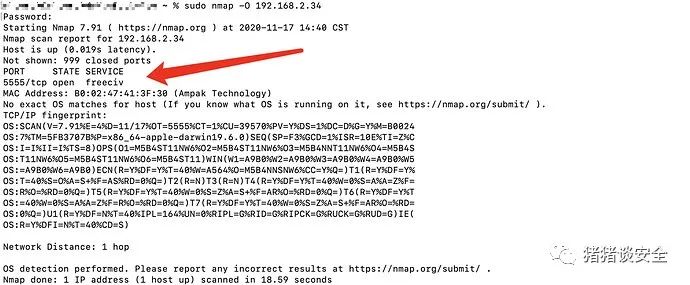 ~ % sudo nmap -O 192.168.2.34
Password:
Starting Nmap 7.91 ( https://nmap.org ) at 2020-11-17 14:40 CST
Nmap scan report for 192.168.2.34
Host is up (0.019s latency).
Not shown: 999 closed ports
PORT     STATE SERVICE
5555/tcp open  freeciv
MAC Address: B0:02:47:41:3F:30 (Ampak Technology)
No exact OS matches for host (If you know what OS is running on it, see https://nmap.org/submit/ ).
TCP/IP fingerprint:
OS:SCAN(V=7.91%E=4%D=11/17%OT=5555%CT=1%CU=39570%PV=Y%DS=1%DC=D%G=Y%M=B0024
OS:7%TM=5FB3707B%P=x86_64-apple-darwin19.6.0)SEQ(SP=F3%GCD=1%ISR=110%TI=Z%C
OS:I=I%II=I%TS=8)OPS(O1=M5B4ST11NW6%O2=M5B4ST11NW6%O3=M5B4NNT11NW6%O4=M5B4S
OS:T11NW6%O5=M5B4ST11NW6%O6=M5B4ST11)WIN(W1=A9B0%W2=A9B0%W3=A9B0%W4=A9B0%W5
OS:=A9B0%W6=A9B0)ECN(R=Y%DF=Y%T=40%W=A564%O=M5B4NNSNW6%CC=Y%Q=)T1(R=Y%DF=Y%
OS:T=40%S=O%A=S+%F=AS%RD=0%Q=)T2(R=N)T3(R=N)T4(R=Y%DF=Y%T=40%W=0%S=A%A=Z%F=
OS:R%O=%RD=0%Q=)T5(R=Y%DF=Y%T=40%W=0%S=Z%A=S+%F=AR%O=%RD=0%Q=)T6(R=Y%DF=Y%T
OS:=40%W=0%S=A%A=Z%F=R%O=%RD=0%Q=)T7(R=Y%DF=Y%T=40%W=0%S=Z%A=S+%F=AR%O=%RD=
OS:0%Q=)U1(R=Y%DF=N%T=40%IPL=164%UN=0%RIPL=G%RID=G%RIPCK=G%RUCK=G%RUD=G)IE(
OS:R=Y%DFI=N%T=40%CD=S)
Network Distance: 1 hop
OS detection performed. Please report any incorrect results at https://nmap.org/submit/ .
Nmap done: 1 IP address (1 host up) scanned in 18.59 seconds
猪猪谈安全